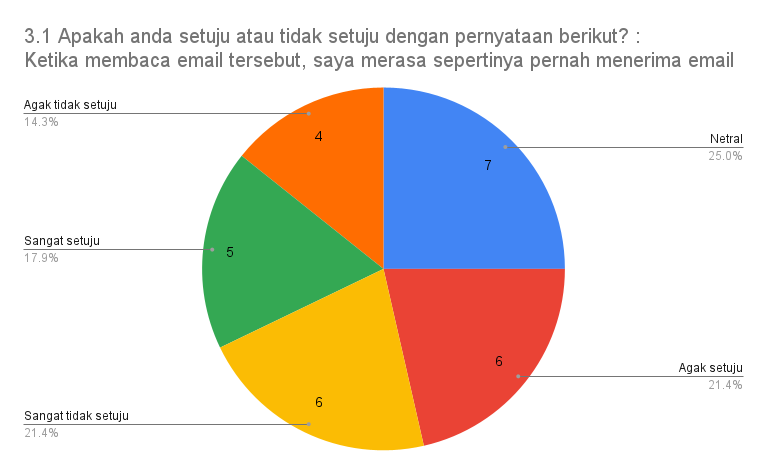 3.1 Apakah anda setuju atau tidak setuju dengan pernyataan berikut? :
Ketika membaca email tersebut, saya merasa sepertinya pernah menerima email
Agak tidak setuju
14.3%
4
Netral
25.0%
7
Sangat setuju
17.9%
5
Agak setuju
21.4%
6
Sangat tidak setuju
21.4%
6